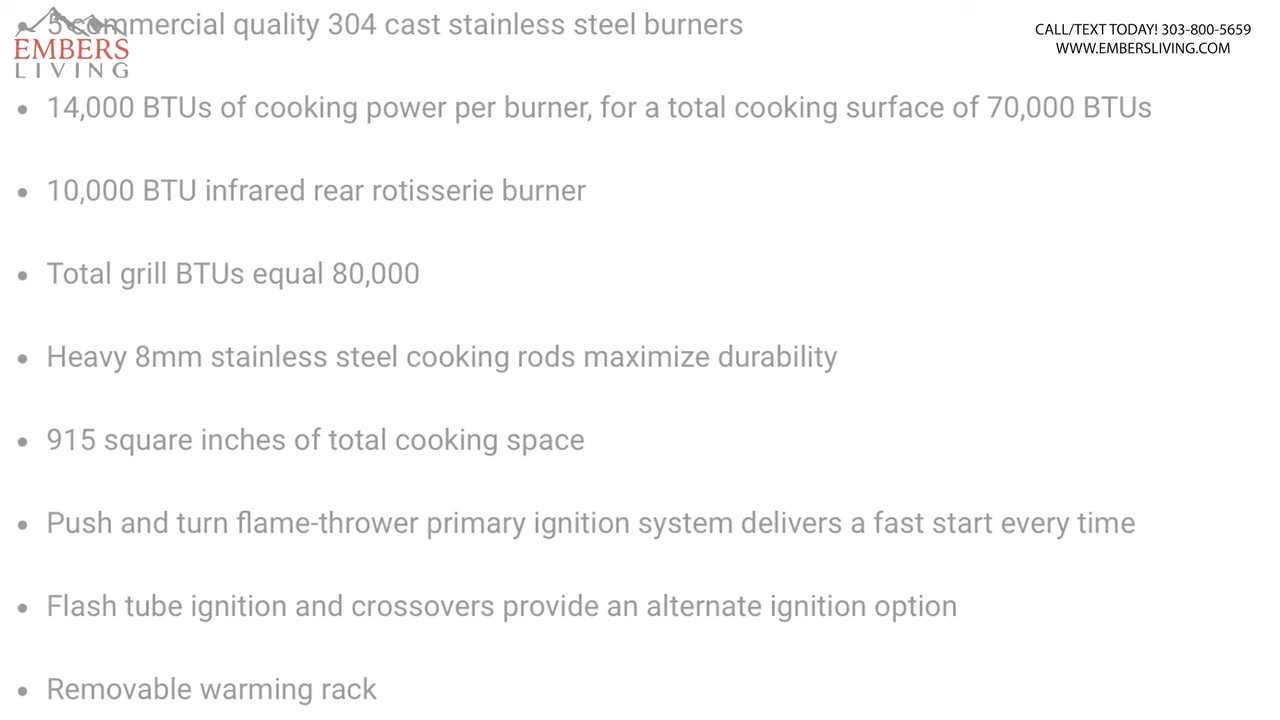 • 5 commercial quality 304 cast stainless steel burners
EMBERS
LIVING
CALL/TEXT TODAY! 303-800-5659
WWW.EMBERSLIVING.COM
• 14,000 BTUs of cooking power per burner, for a total cooking surface of 70,000 BTUs
• 10,000 BTU infrared rear rotisserie burner
• Total grill BTUs equal 80,000
• Heavy 8mm stainless steel cooking rods maximize durability
• 915 square inches of total cooking space
• Push and turn flame-thrower primary ignition system delivers a fast start every time
• Flash tube ignition and crossovers provide an alternate ignition option
• Removable warming rack